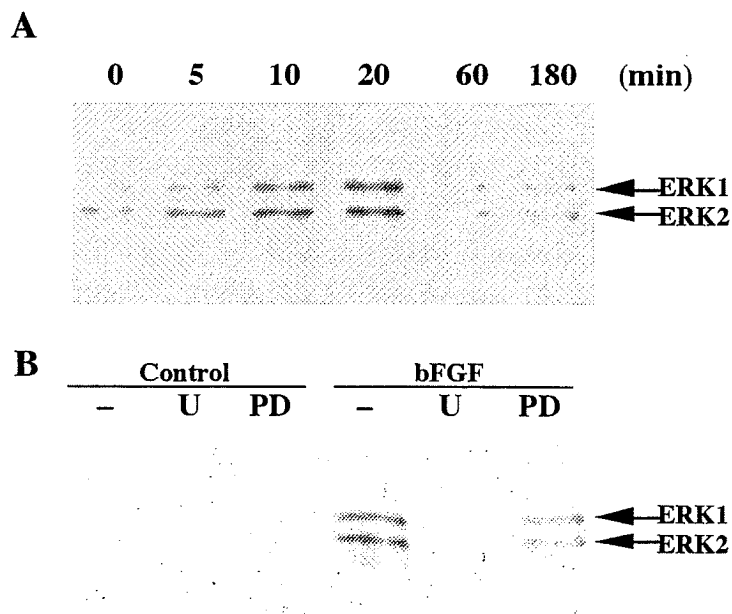 A
0 5 10 20 60 180 (min)
ERK1
ERK2
B
Control bFGF
– U PD – U PD
ERK1
ERK2